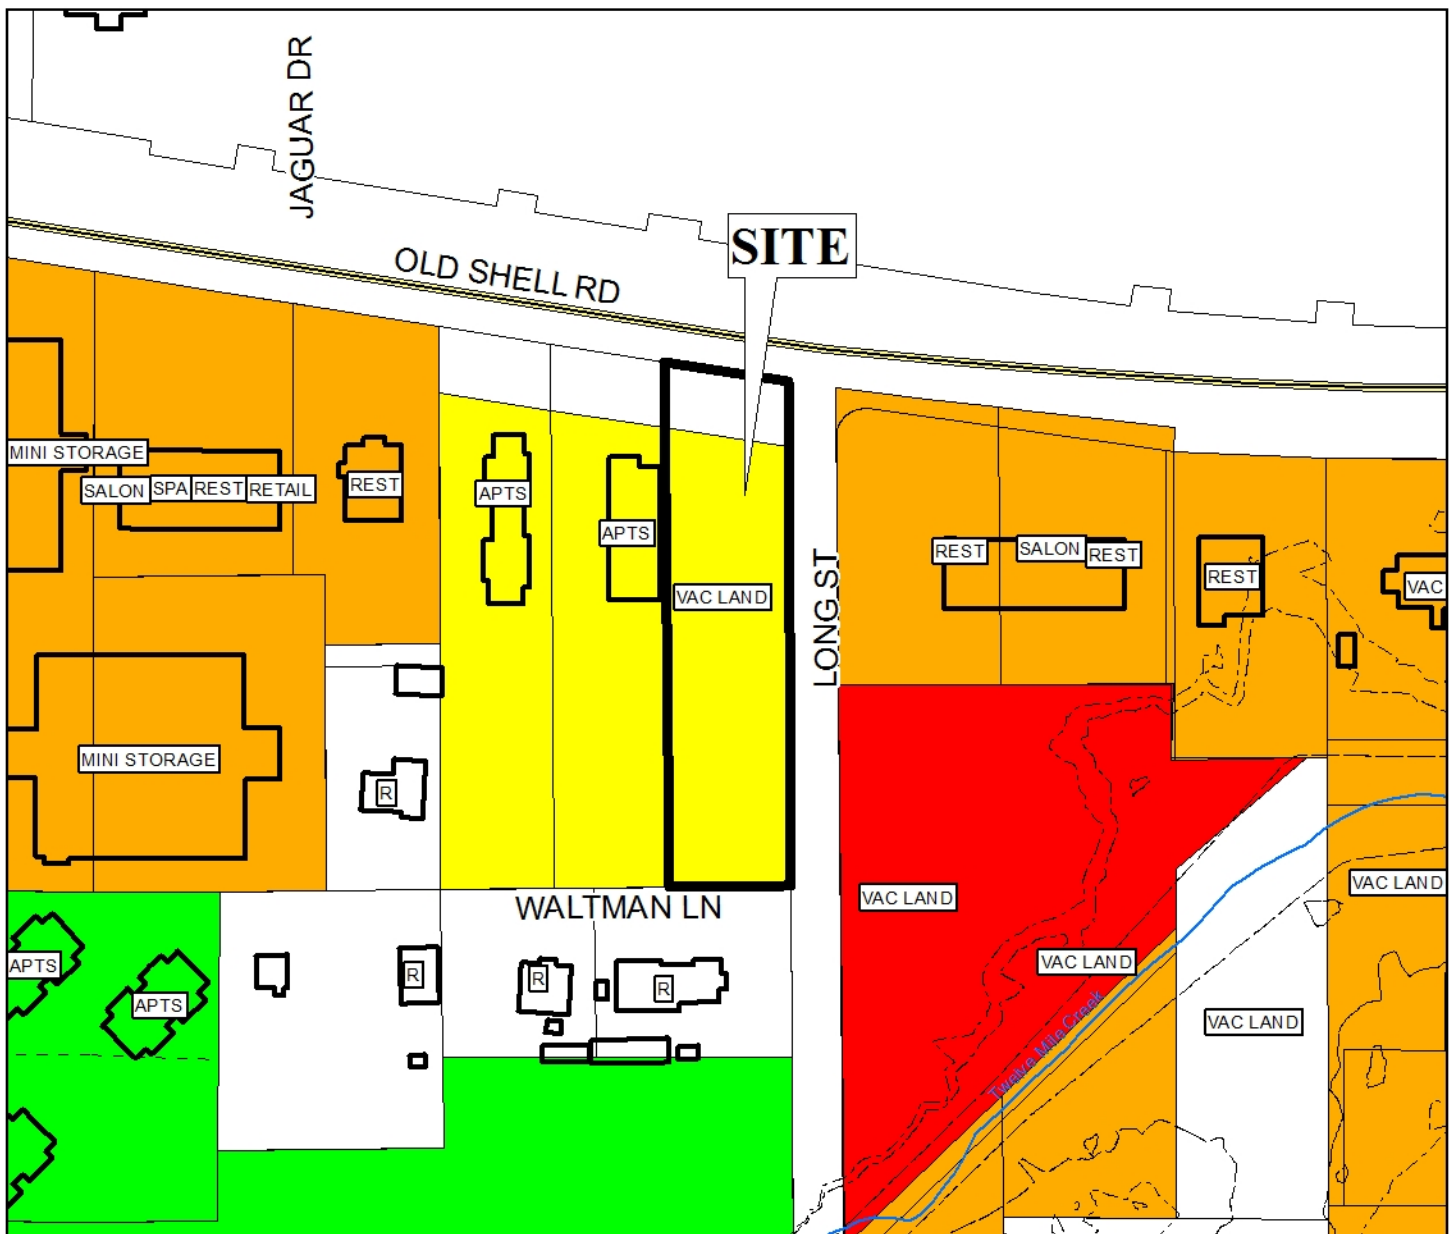 JAGUAR DR
OLD SHELL RD
SITE
MINI STORAGE
SALON SPA REST RETAIL
REST
APTS
APTS
VAC LAND
LONG ST
REST SALON REST
REST
VAC
MINI STORAGE
R
VAC LAND
VAC LAND
WALTMAN LN
APTS
APTS
R
R
R
VAC LAND
VAC LAND
Twelve Mile Creek